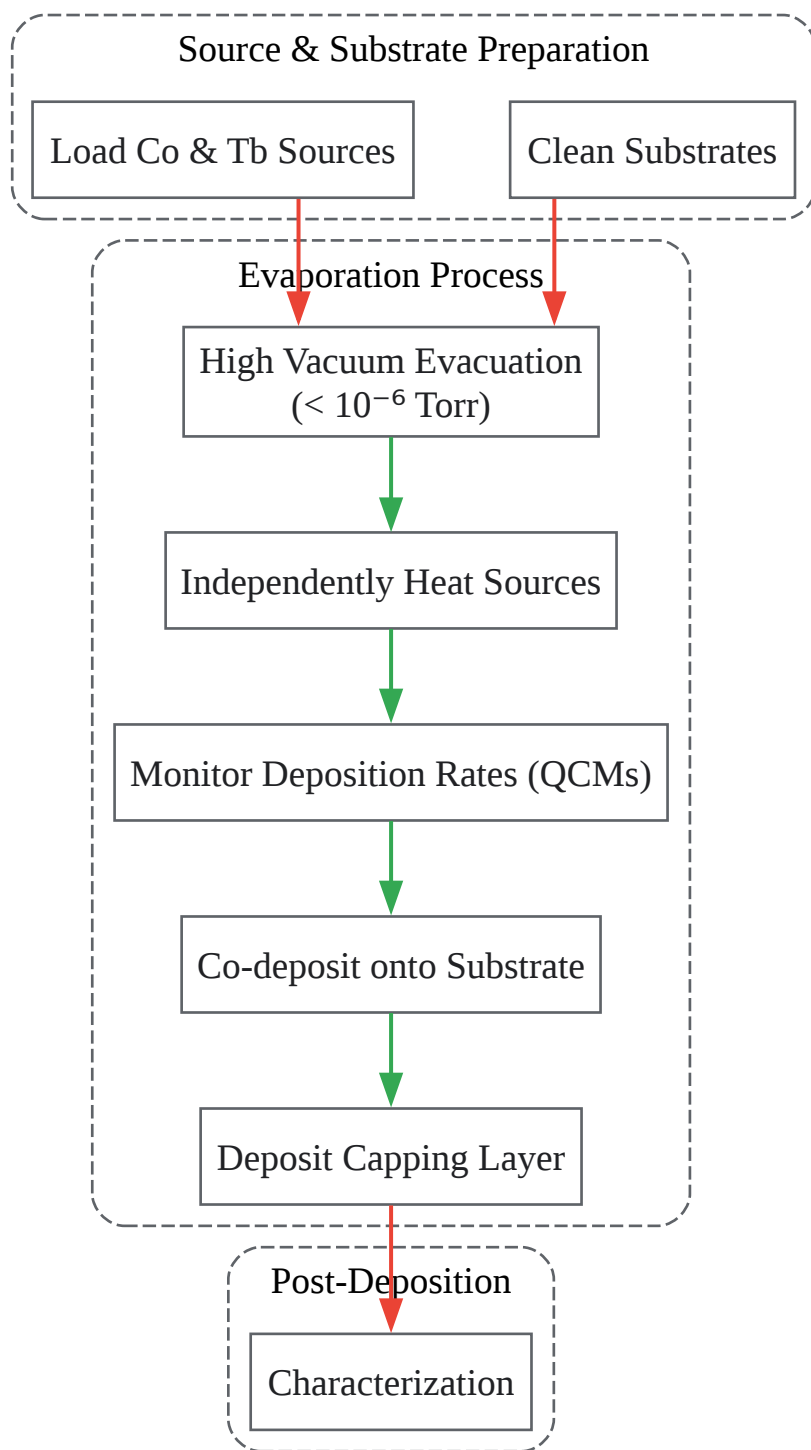 Source & Substrate Preparation
Load Co & Tb Sources
Clean Substrates
Evaporation Process
High Vacuum Evacuation
(< 10⁻⁶ Torr)
Independently Heat Sources
Monitor Deposition Rates (QCMs)
Co-deposit onto Substrate
Deposit Capping Layer
Post-Deposition
Characterization